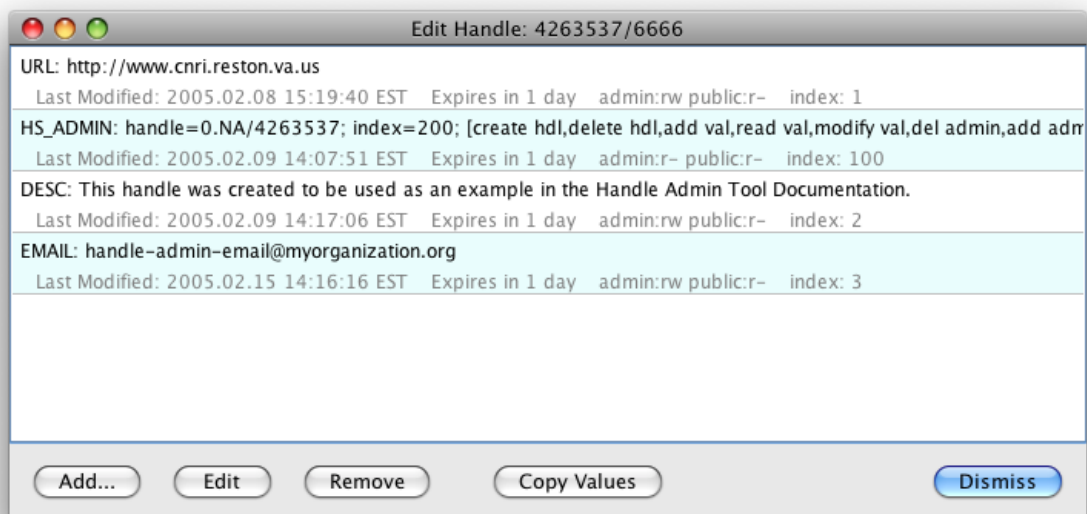 Edit Handle: 4263537/6666
URL: http://www.cnri.reston.va.us
Last Modified: 2005.02.08 15:19:40 EST Expires in 1 day admin:rw public:r- index: 1
HS_ADMIN: handle=0.NA/4263537; index=200; [create hdl,delete hdl,add val,read val,modify val,del admin,add adm
Last Modified: 2005.02.09 14:07:51 EST Expires in 1 day admin:r- public:r- index: 100
DESC: This handle was created to be used as an example in the Handle Admin Tool Documentation.
Last Modified: 2005.02.09 14:17:06 EST Expires in 1 day admin:rw public:r- index: 2
EMAIL: handle-admin-email@myorganization.org
Last Modified: 2005.02.15 14:16:16 EST Expires in 1 day admin:rw public:r- index: 3
Add... Edit Remove Copy Values Dismiss